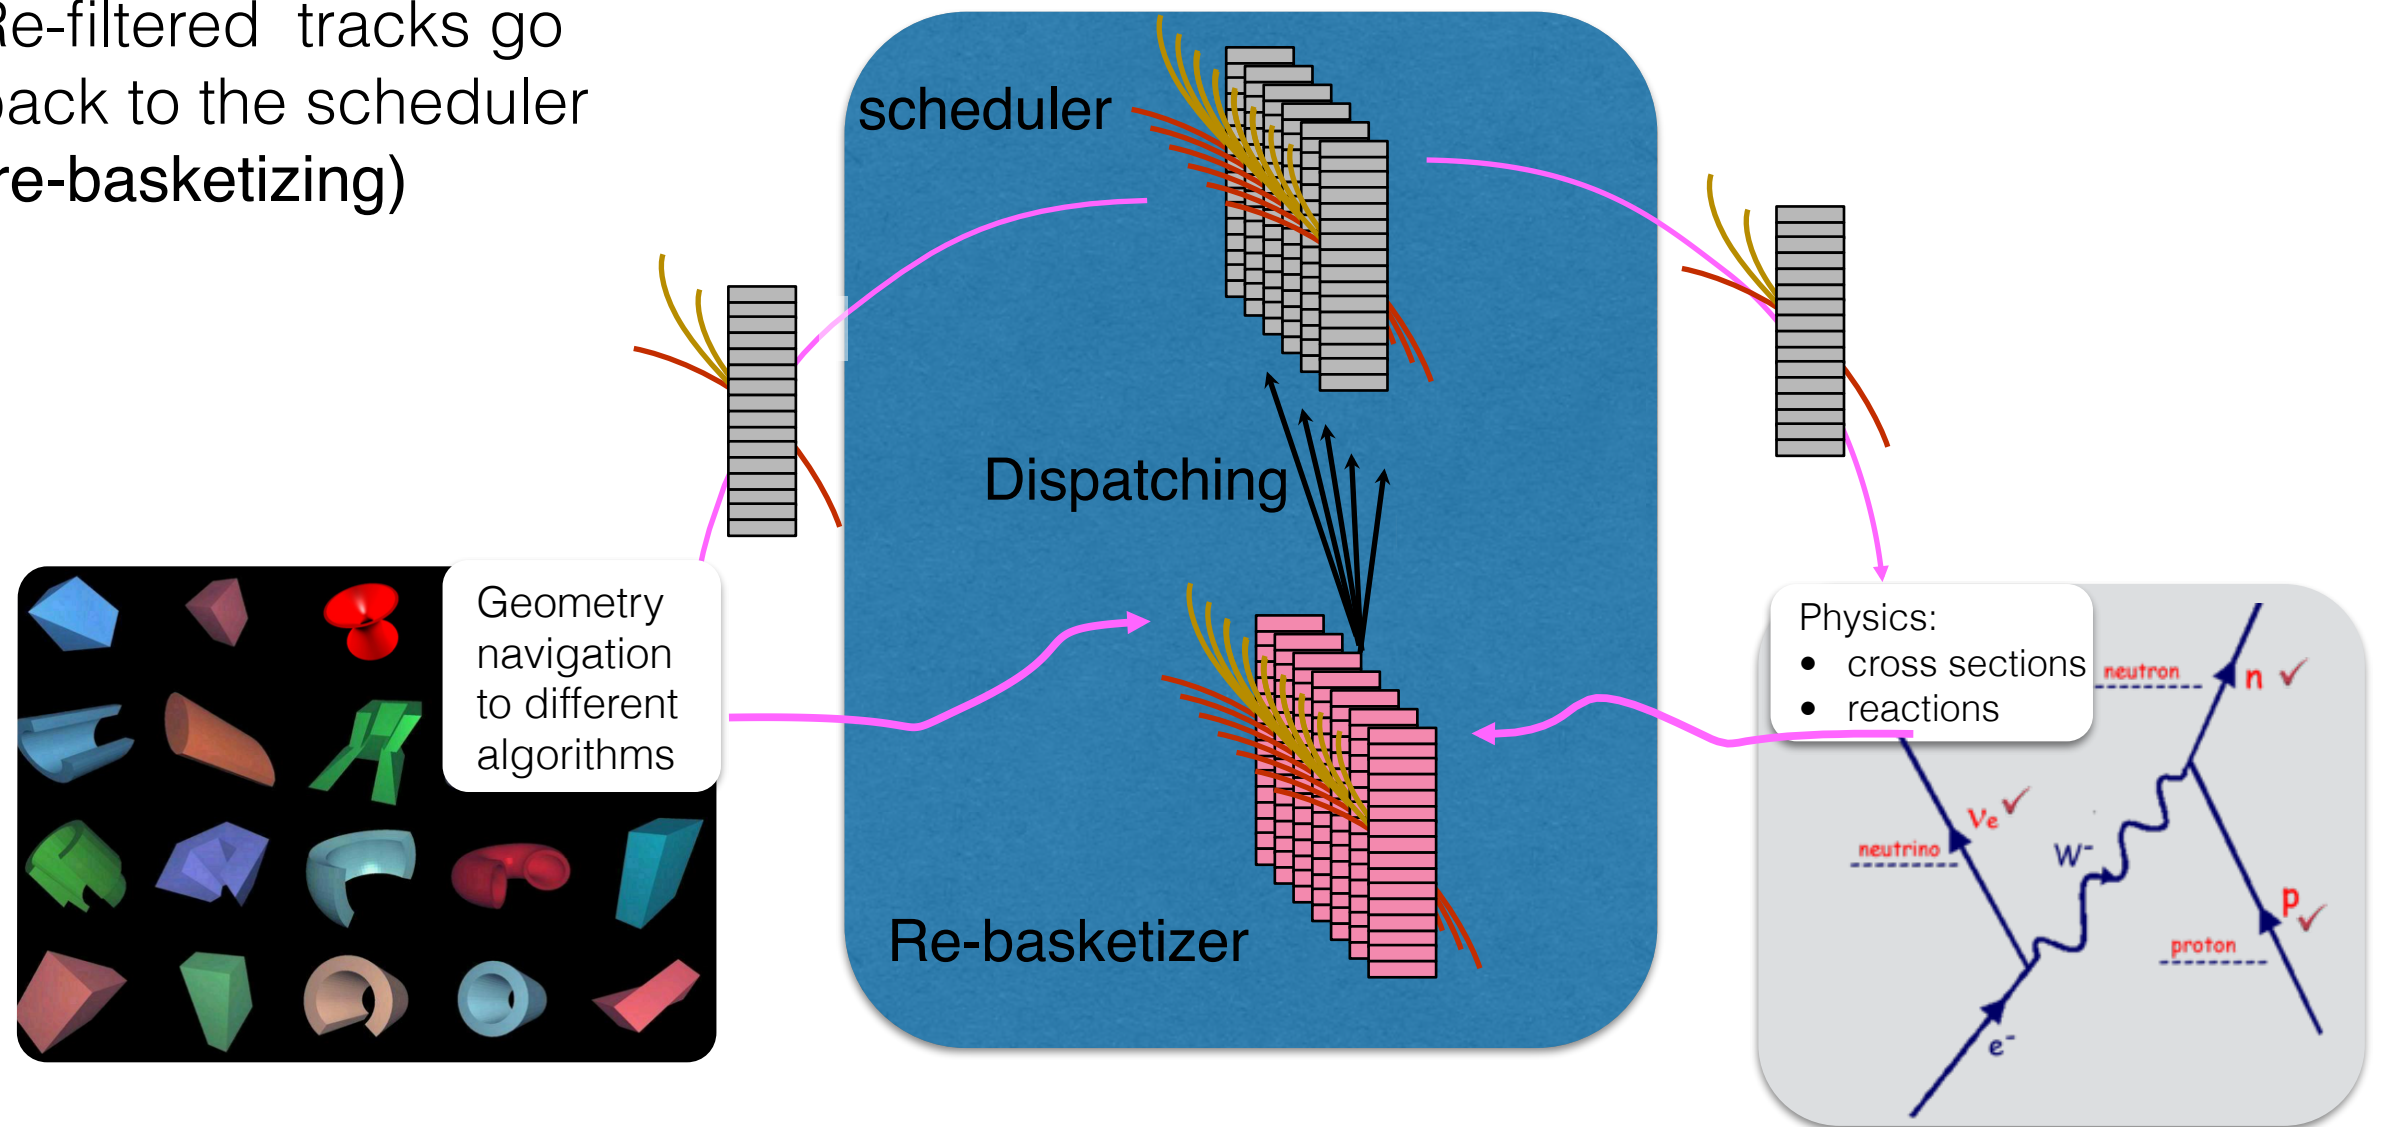 Re-filtered tracks go
back to the scheduler
re-basketizing)
scheduler
Dispatching
Geometry
navigation
to different
algorithms
Re-basketizer
Physics:
• cross sections
• reactions
neutron
n
νe
neutrino
W-
p
proton
e-